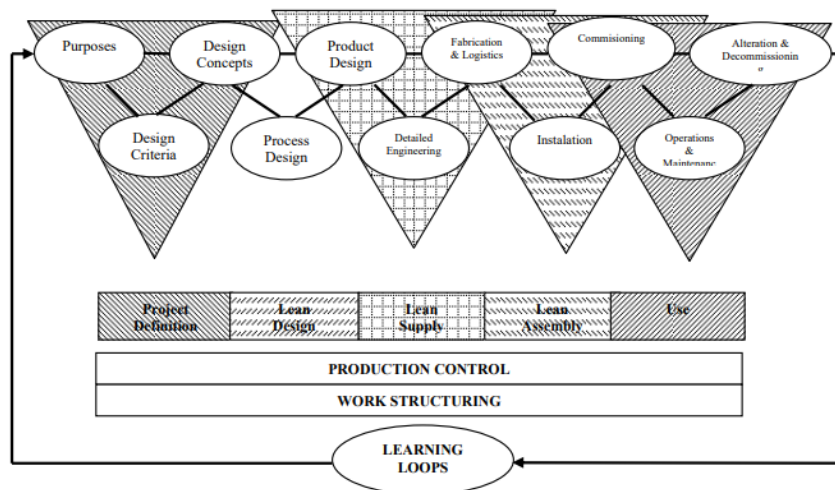 Purposes
Design
Concepts
Product
Design
Fabrication
& Logistics
Commisioning
Alteration &
Decommissionin
Design
Criteria
Process
Design
Detailed
Engineering
Instalation
Operations
&
Maintenanc
Project
Definition
Lean
Design
Lean
Supply
Lean
Assembly
Use
PRODUCTION CONTROL
WORK STRUCTURING
LEARNING
LOOPS